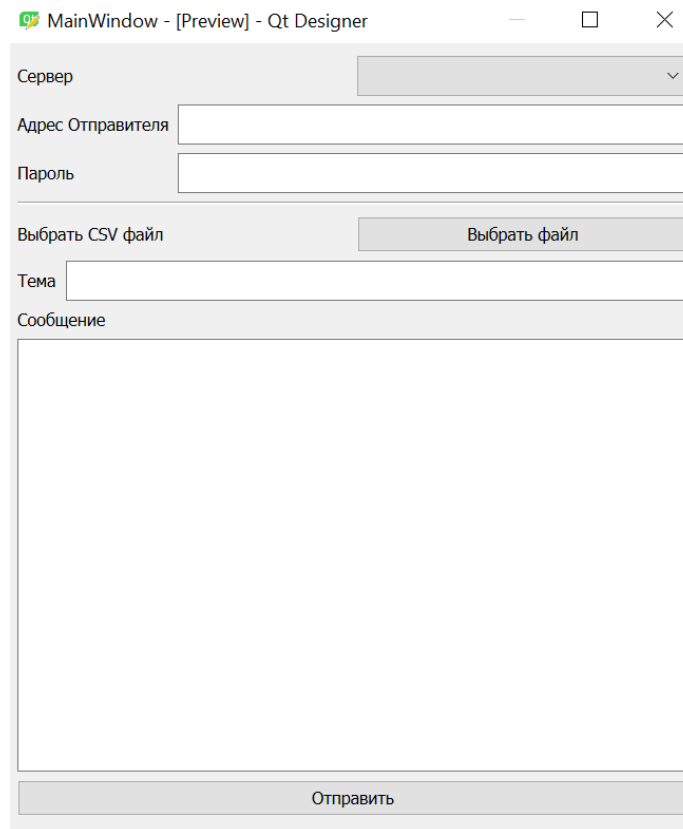 MainWindow - [Preview] - Qt Designer
Сервер
Адрес Отправителя
Пароль
Выбрать CSV файл
Выбрать файл
Тема
Сообщение
Отправить